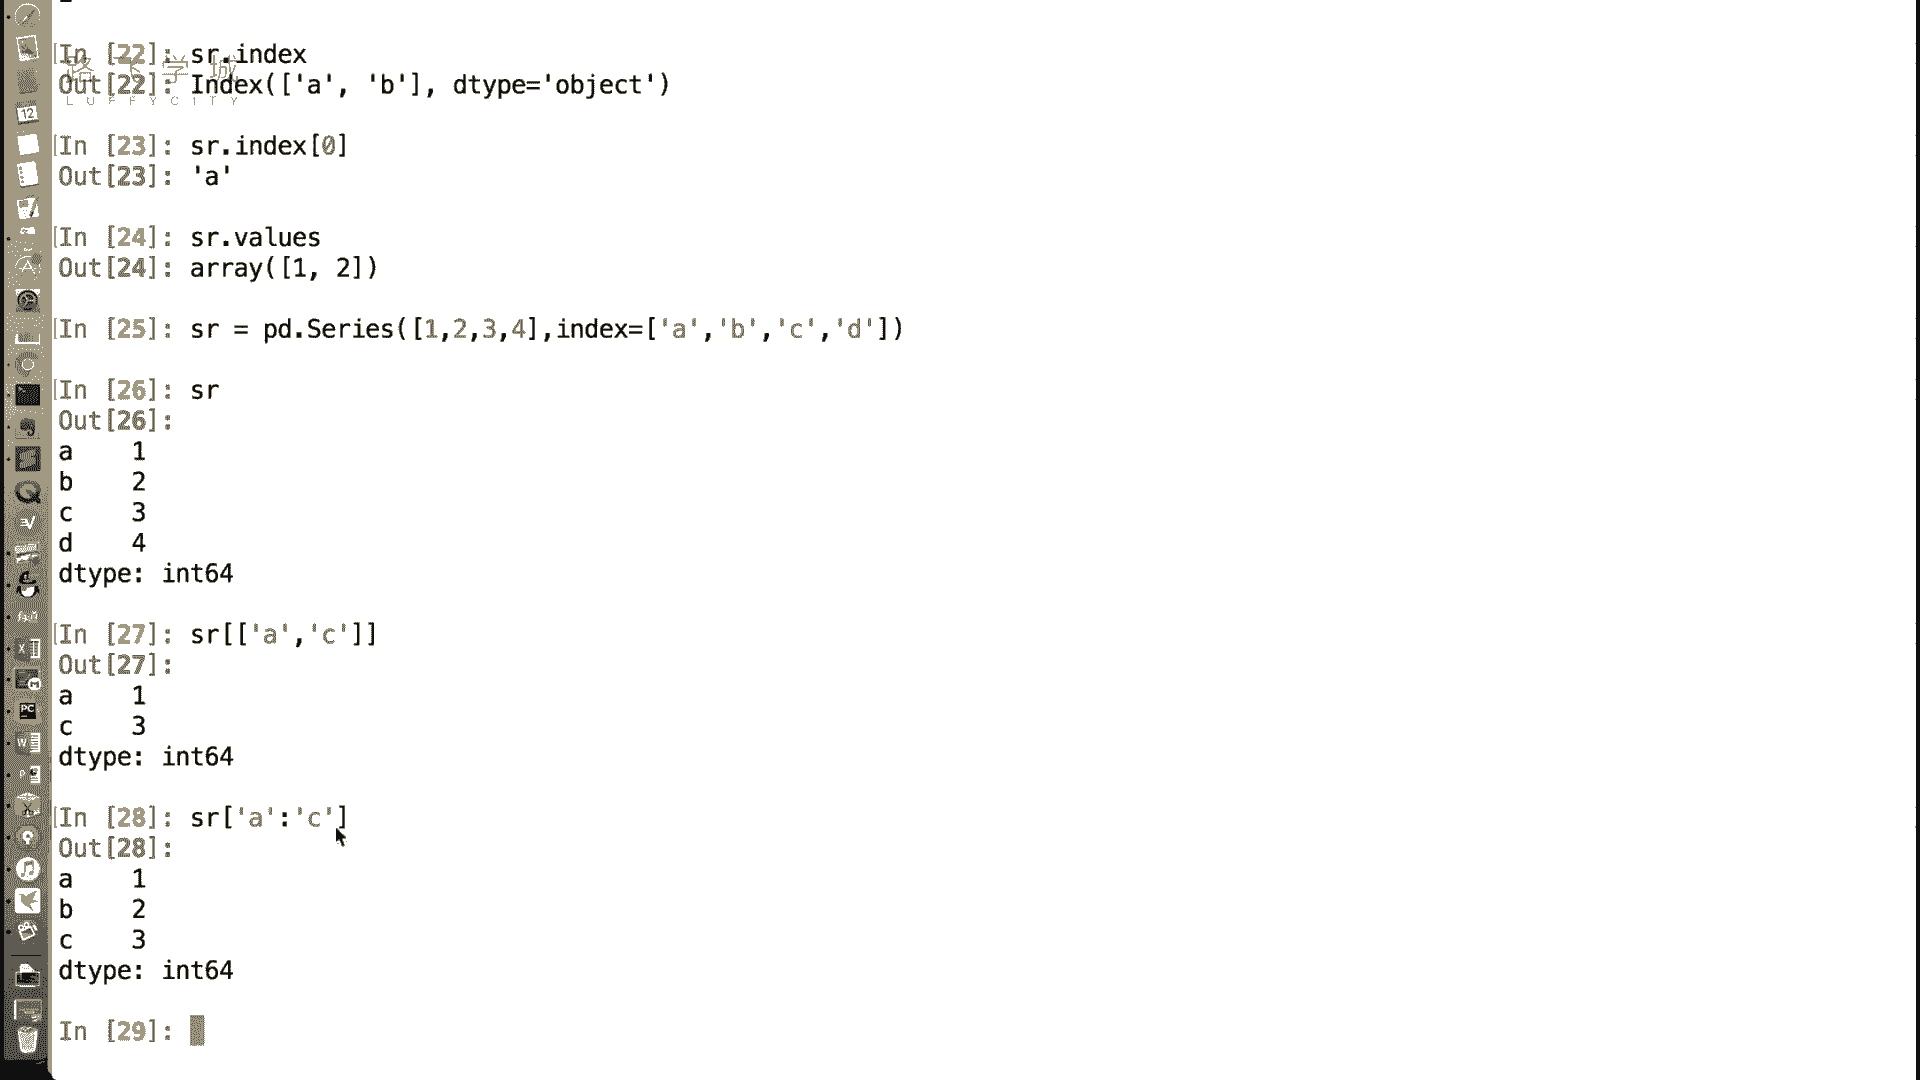 In [22]: sr.index
Out[22]: Index(['a', 'b'], dtype='object')
路飞学城
LUFFYCITY
In [23]: sr.index[0]
Out[23]: 'a'
In [24]: sr.values
Out[24]: array([1, 2])
In [25]: sr = pd.Series([1,2,3,4],index=['a','b','c','d'])
In [26]: sr
Out[26]:
a    1
b    2
c    3
d    4
dtype: int64
In [27]: sr[['a','c']]
Out[27]:
a    1
c    3
dtype: int64
In [28]: sr['a':'c']
Out[28]:
a    1
b    2
c    3
dtype: int64
In [29]:
12
PC